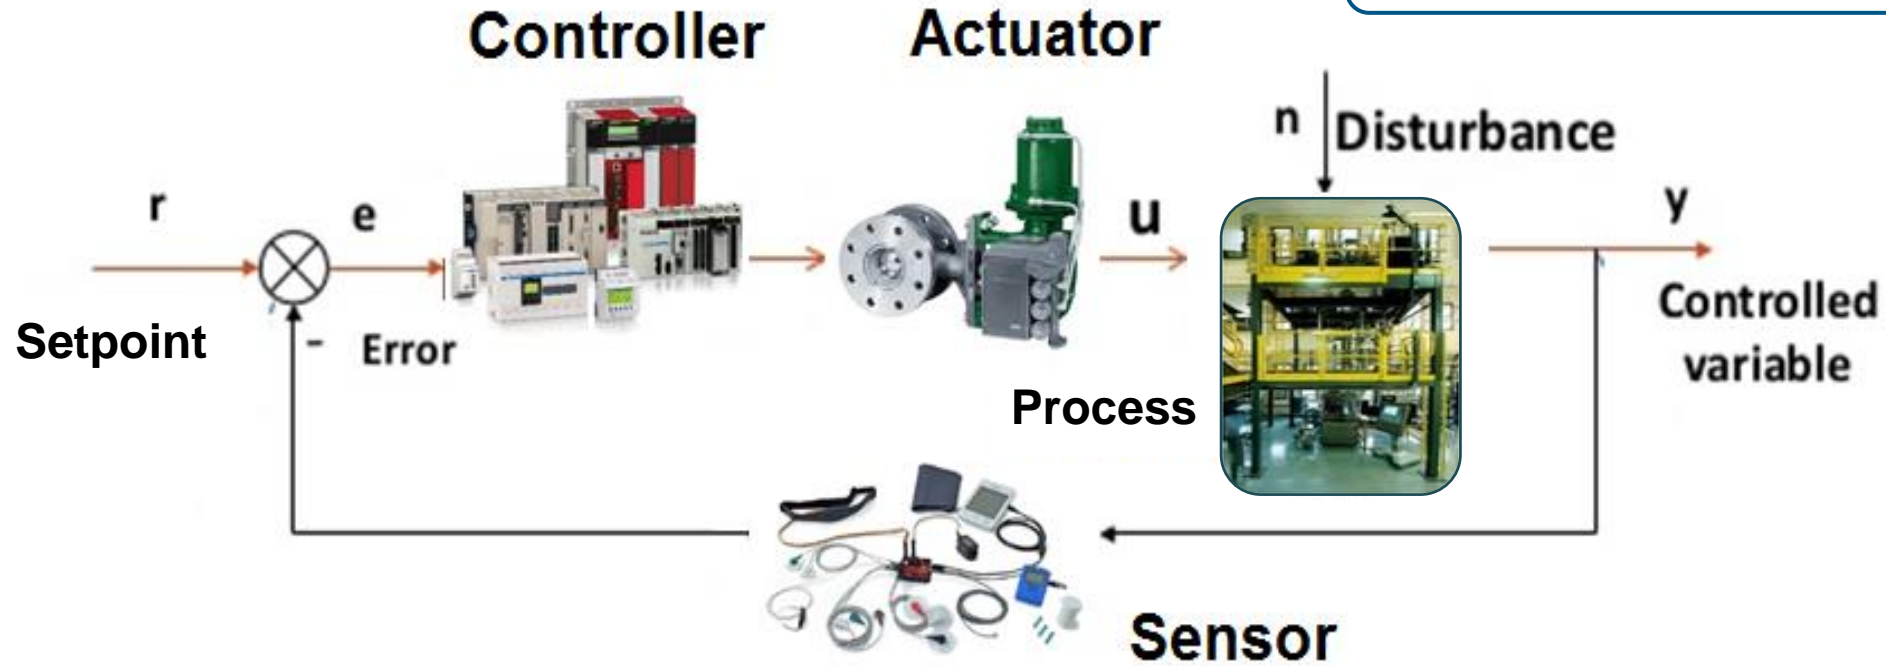 Controller
Actuator
n
Disturbance
r
e
u
y
Setpoint
-
Error
Controlled
variable
Process
Sensor